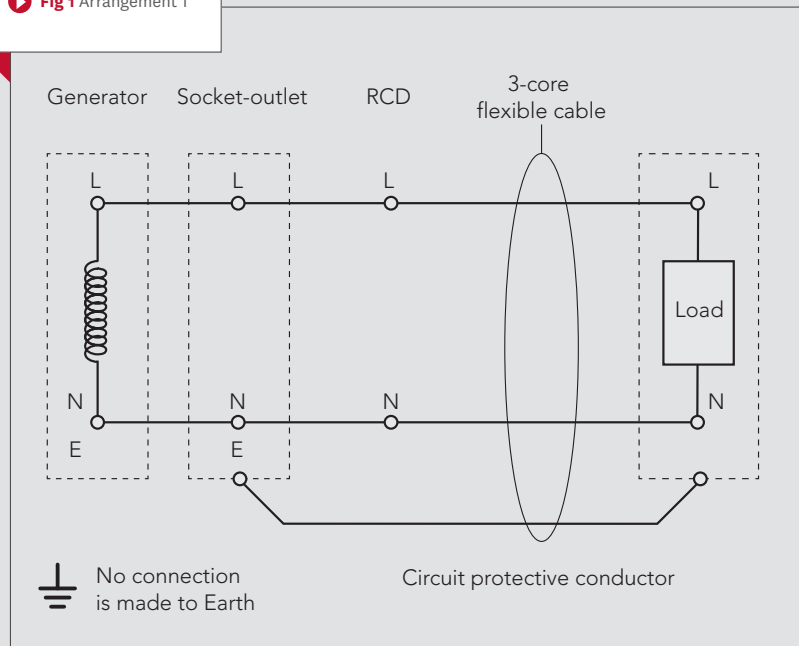 Fig 1 Arrangement 1
Generator Socket-outlet RCD 3-core
flexible cable
L L L L
Load
N N N N
E E
No connection
is made to Earth
Circuit protective conductor